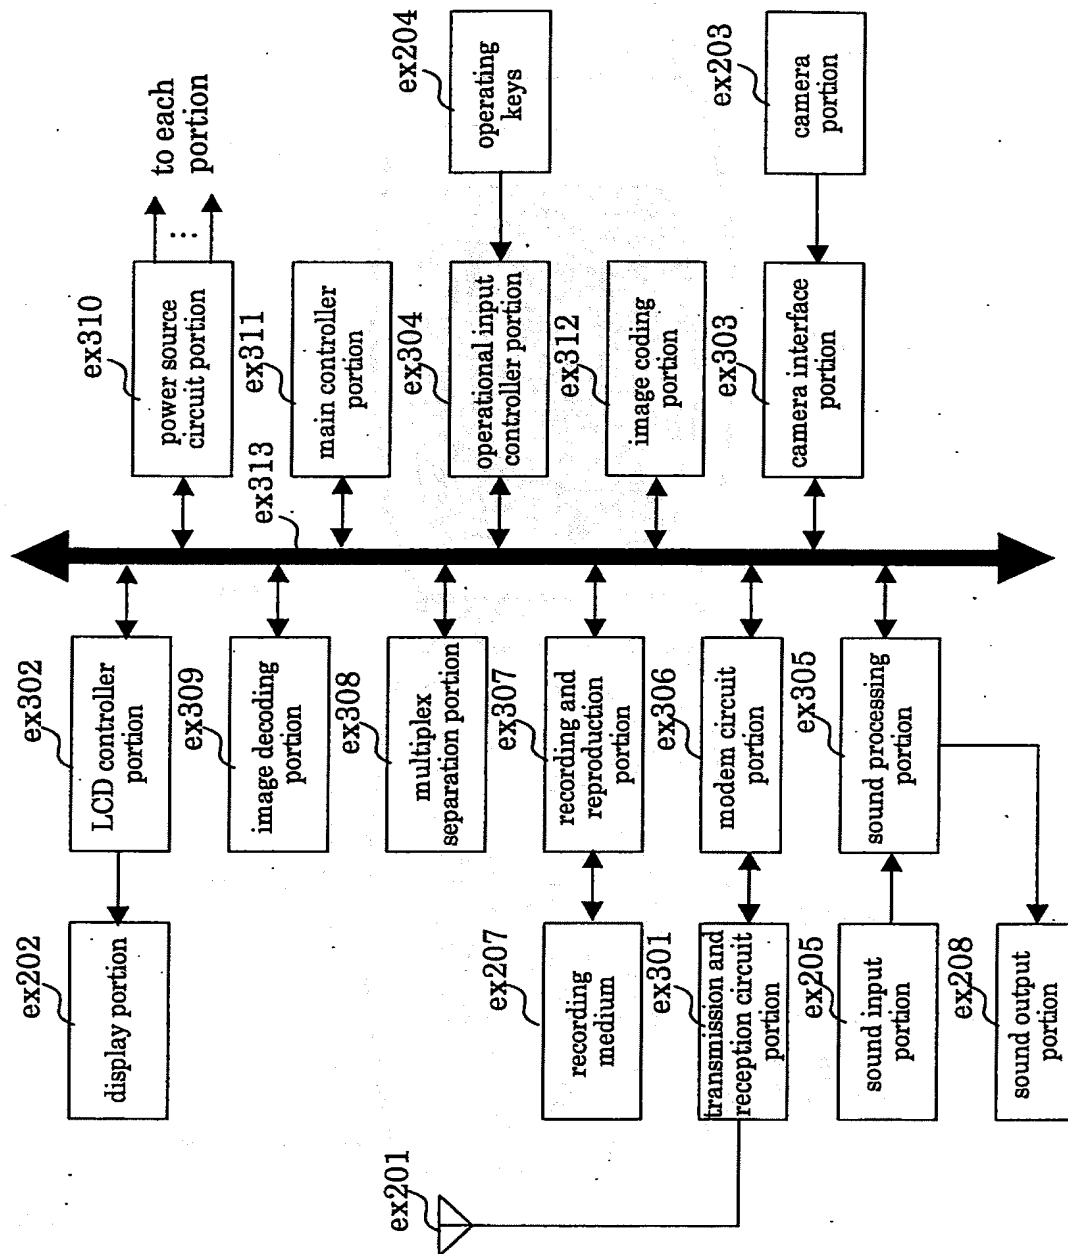 ex204
operating
keys
ex203
camera
portion
to each
portion
...
ex310
power source
circuit portion
ex311
main controller
portion
ex304
operational input
controller portion
ex312
image coding
portion
ex303
camera interface
portion
ex313
ex302
LCD controller
portion
ex309
image decoding
portion
ex308
multiplex
separation portion
ex307
recording and
reproduction
portion
ex306
modem circuit
portion
ex305
sound processing
portion
ex202
display portion
ex207
recording
medium
ex301
transmission and
reception circuit
portion
ex205
sound input
portion
ex208
sound output
portion
ex201